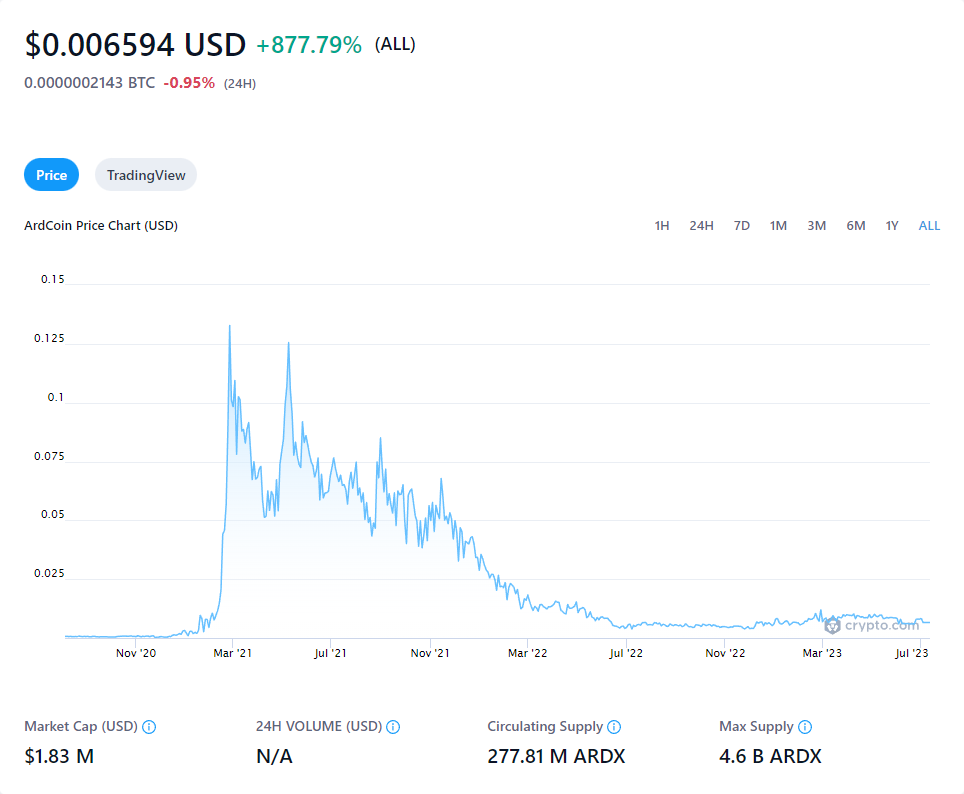 $0.006594 USD +877.79% (ALL)
0.0000002143 BTC -0.95% (24H)
Price TradingView
ArdCoin Price Chart (USD) 1H 24H 7D 1M 3M 6M 1Y ALL
0.15
0.125
0.1
0.075
0.05
0.025
crypto.com
Nov '20 Mar '21 Jul '21 Nov '21 Mar '22 Jul '22 Nov '22 Mar '23 Jul '23
Market Cap (USD) 24H VOLUME (USD) Circulating Supply Max Supply
$1.83 M N/A 277.81 M ARDX 4.6 B ARDX